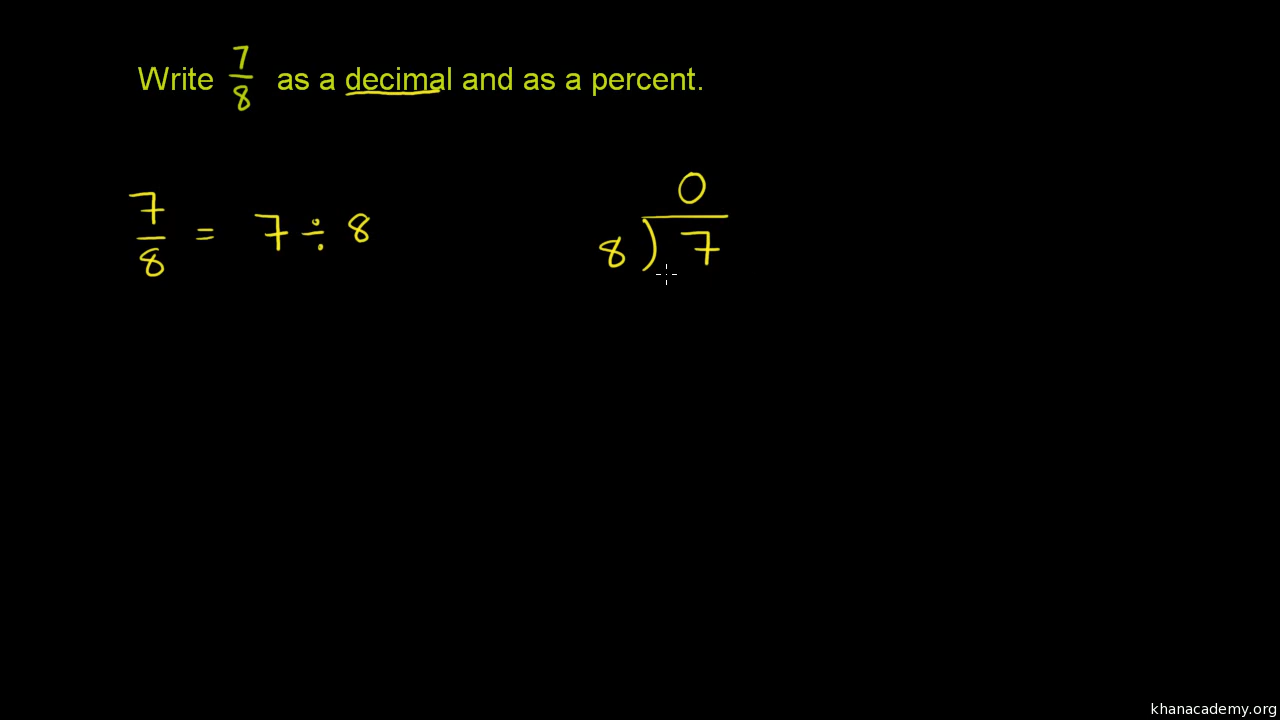 Write 7/8 as a decimal and as a percent.
7/8 = 7 ÷ 8
0
8 ) 7
khanacademy.org